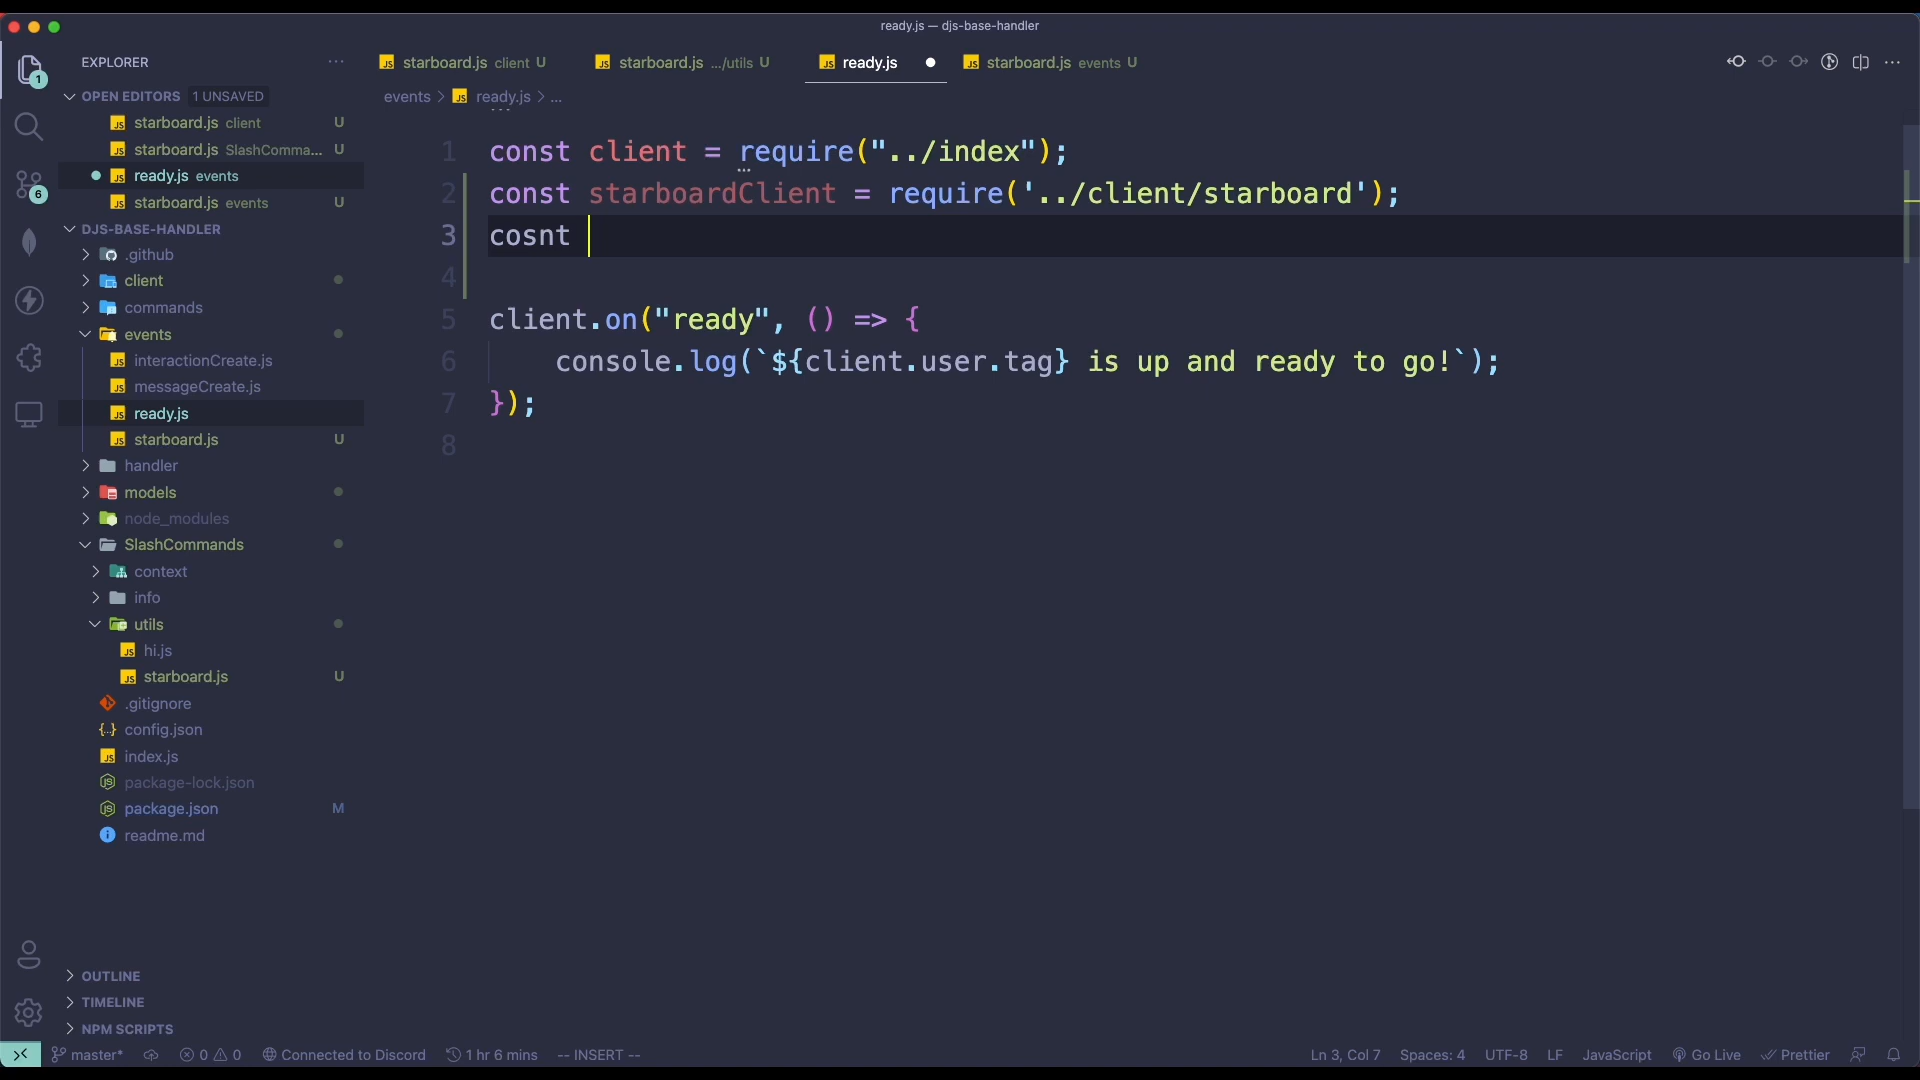 ready.js — djs-base-handler
EXPLORER
starboard.js client U
starboard.js .../utils U
ready.js
starboard.js events U
OPEN EDITORS 1 UNSAVED
events > JS ready.js > ...
starboard.js client U
starboard.js SlashComma... U
ready.js events
starboard.js events U
DJS-BASE-HANDLER
.github
client
commands
events
interactionCreate.js
messageCreate.js
ready.js
starboard.js U
handler
models
node_modules
SlashCommands
context
info
utils
hi.js
starboard.js U
.gitignore
config.json
index.js
package-lock.json
package.json M
readme.md
OUTLINE
TIMELINE
NPM SCRIPTS
1 const client = require("../index");
2 const starboardClient = require('../client/starboard');
3 cosnt
4
5 client.on("ready", () => {
6 console.log(`${client.user.tag} is up and ready to go!`);
7 });
8
1
6
master* 0 0 Connected to Discord 1 hr 6 mins -- INSERT -- Ln 3, Col 7 Spaces: 4 UTF-8 LF JavaScript Go Live Prettier